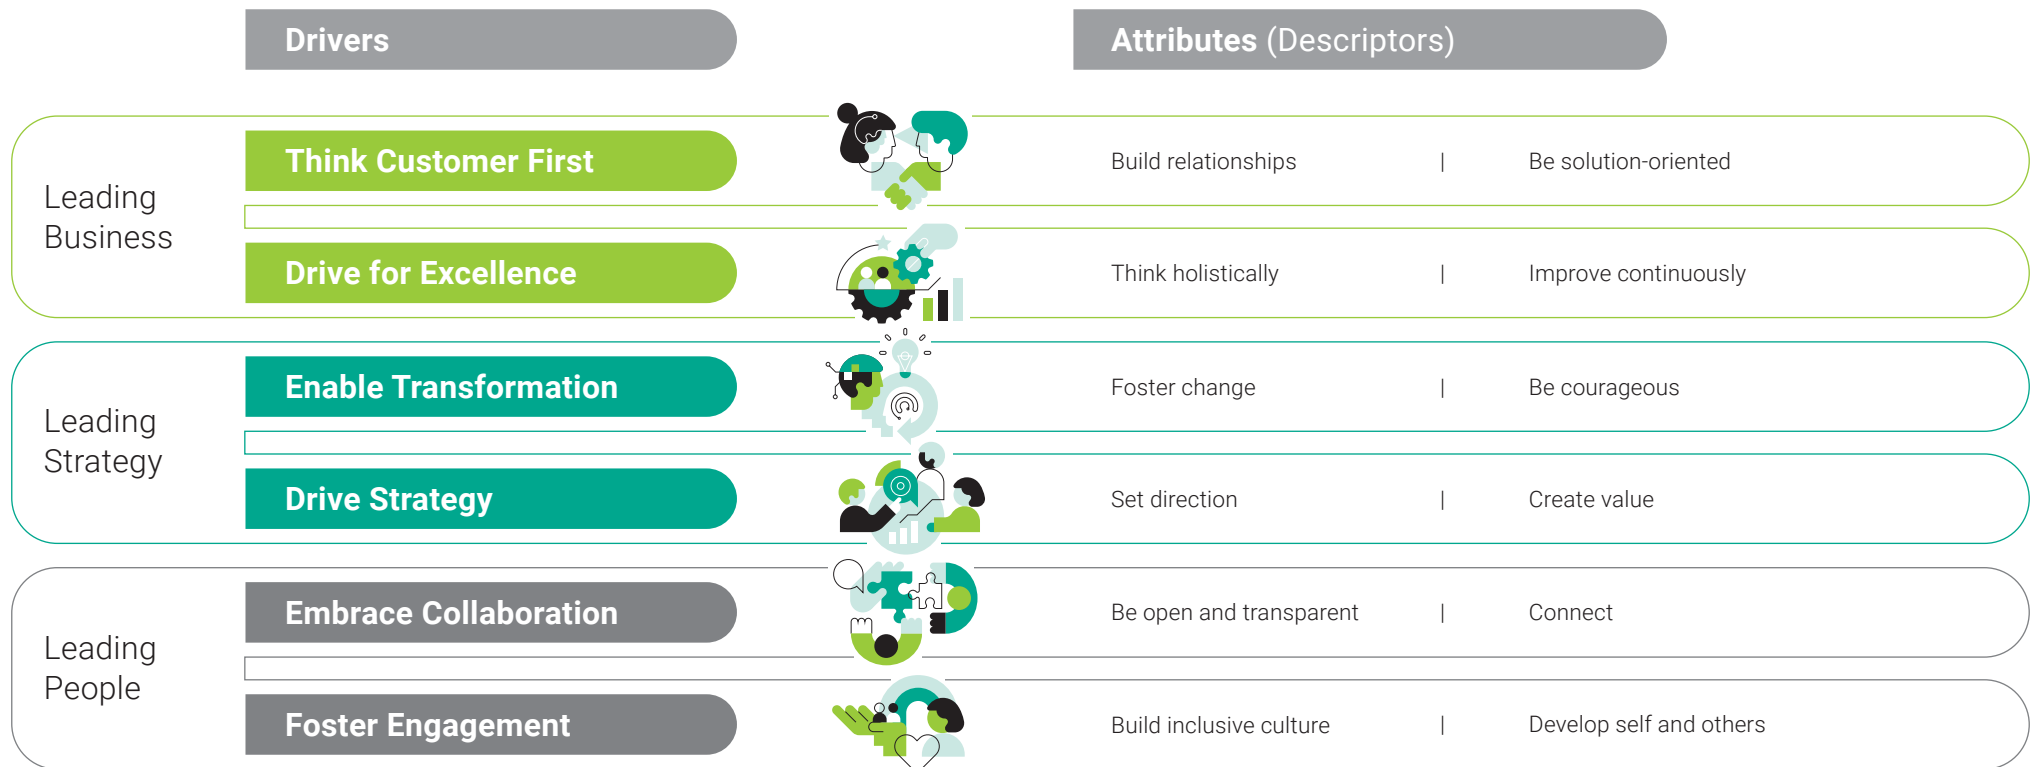 Drivers
Attributes (Descriptors)
Leading
Business
Think Customer First
Build relationships | Be solution-oriented
Drive for Excellence
Think holistically | Improve continuously
Leading
Strategy
Enable Transformation
Foster change | Be courageous
Drive Strategy
Set direction | Create value
Leading
People
Embrace Collaboration
Be open and transparent | Connect
Foster Engagement
Build inclusive culture | Develop self and others